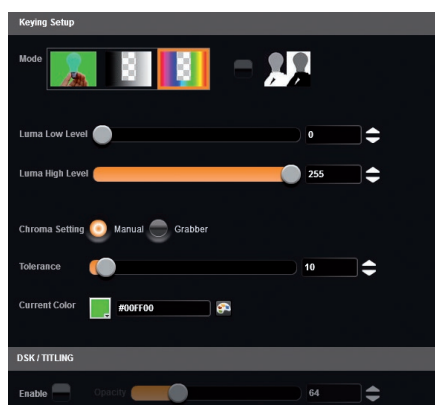 Keying Setup
Mode
Luma Low Level 0
Luma High Level 255
Chroma Setting Manual Grabber
Tolerance 10
Current Color #00FF00
DSK / TITLING
Enable Opacity 64